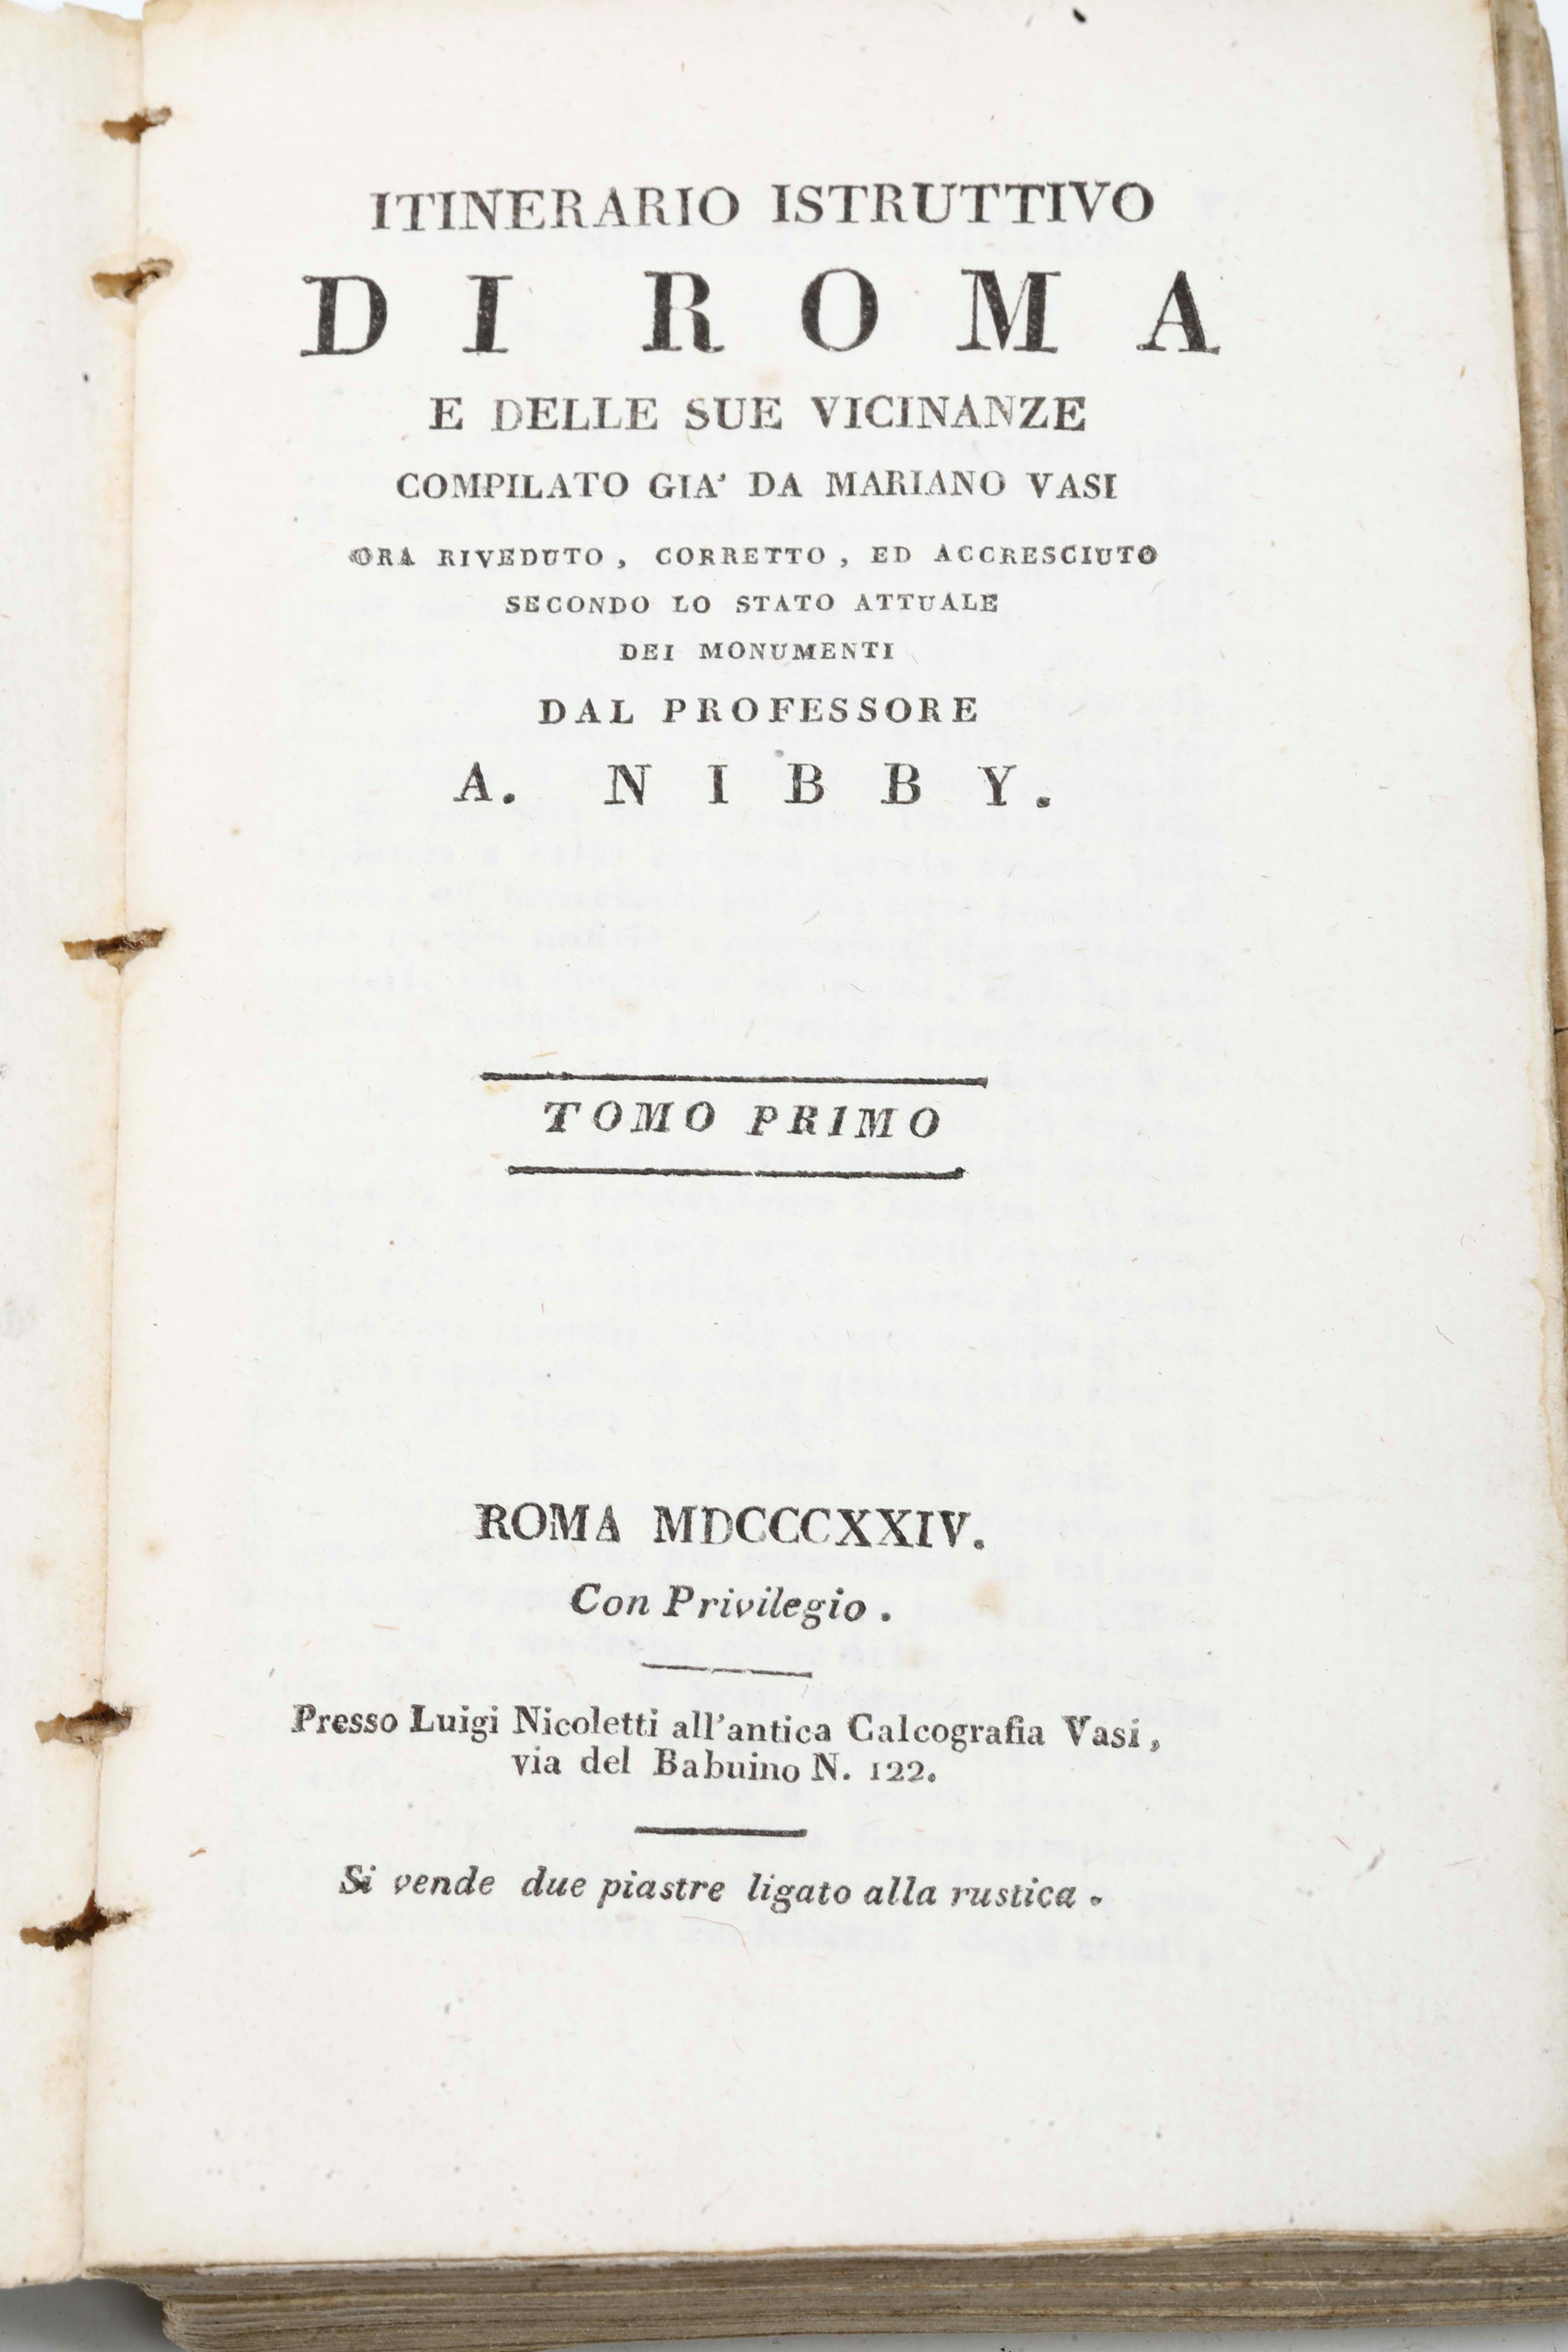 ITINERARIO ISTRUTTIVO
DI ROMA
E DELLE SUE VICINANZE
COMPILATO GIA' DA MARIANO VASI
ORA RIVEDUTO, CORRETTO, ED ACCRESCIUTO
SECONDO LO STATO ATTUALE
DEI MONUMENTI
DAL PROFESSORE
A. NIBBY.
TOMO PRIMO
ROMA MDCCCXXIV.
Con Privilegio.
Presso Luigi Nicoletti all'antica Calcografia Vasi,
via del Babuino N. 122.
Si vende due piastre ligato alla rustica.